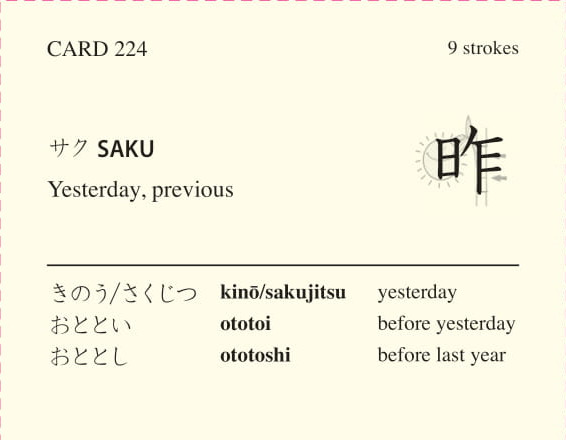 CARD 224 9 strokes
サク SAKU
昨
Yesterday, previous
きのう/さくじつ kinō/sakujitsu yesterday
おととい ototoi before yesterday
おととし ototoshi before last year